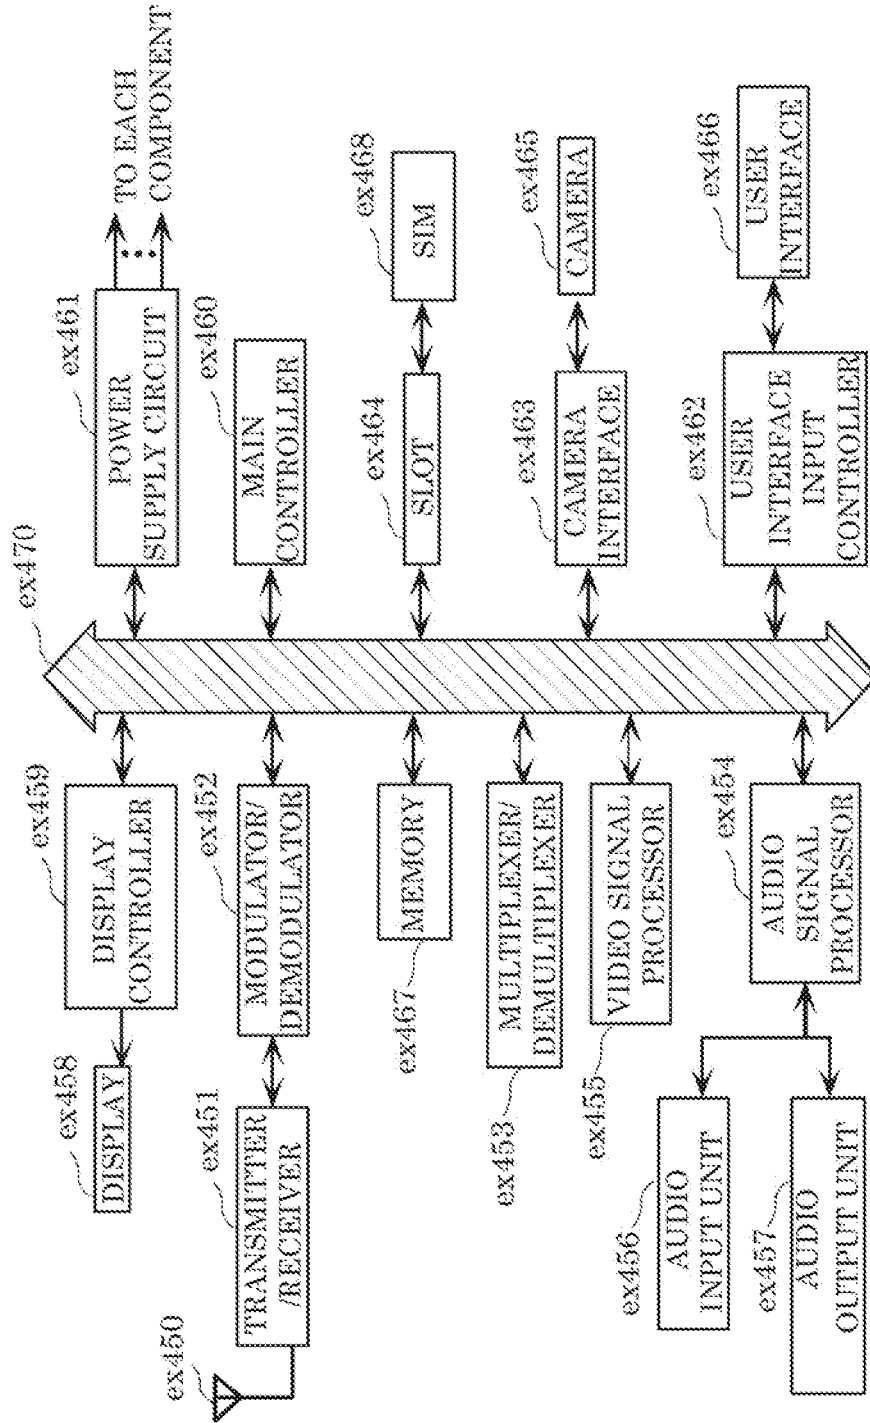 ex470
ex458
DISPLAY
ex459
DISPLAY
CONTROLLER
ex461
POWER
SUPPLY CIRCUIT
TO EACH
COMPONENT
ex450
ex451
TRANSMITTER
/RECEIVER
ex452
MODULATOR/
DEMODULATOR
ex460
MAIN
CONTROLLER
MEMORY
ex467
ex464
SLOT
ex468
SIM
MULTIPLEXER/
DEMULTIPLEXER
ex453
ex463
CAMERA
INTERFACE
ex465
CAMERA
VIDEO SIGNAL
PROCESSOR
ex455
ex456
AUDIO
INPUT UNIT
ex454
AUDIO
SIGNAL
PROCESSOR
ex462
USER
INTERFACE
INPUT
CONTROLLER
ex466
USER
INTERFACE
ex457
AUDIO
OUTPUT UNIT